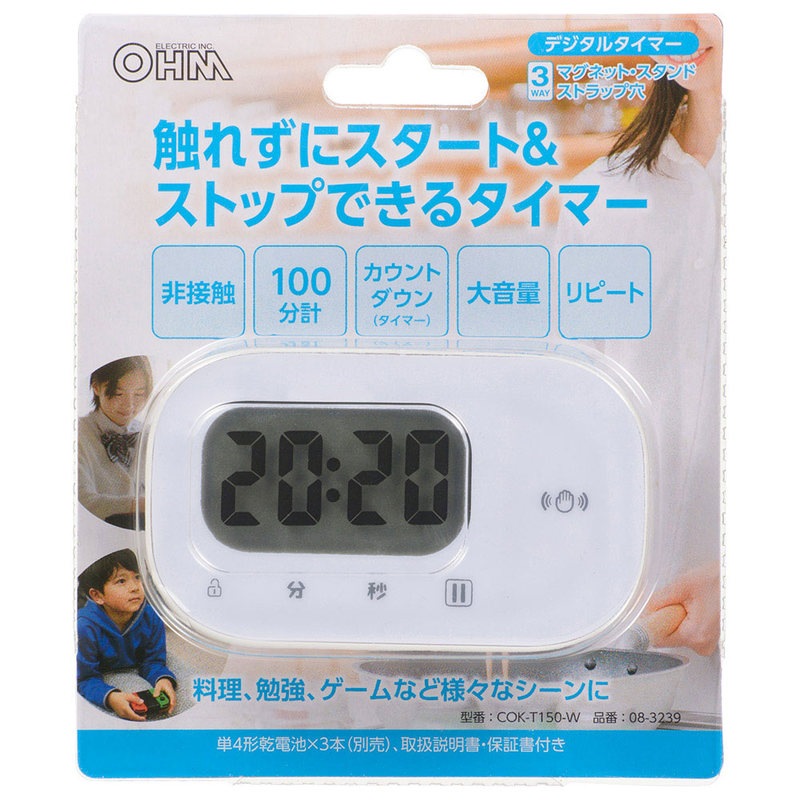 ELECTRIC INC.
OHM
デジタルタイマー
3
WAY
マグネット・スタンド
ストラップ穴
触れずにスタート&
ストップできるタイマー
非接触
100
分計
カウント
ダウン
(タイマー)
大音量
リピート
20:20
分
秒
料理、勉強、ゲームなど様々なシーンに
型番：COK-T150-W 品番：08-3239
単4形乾電池×3本(別売)、取扱説明書・保証書付き